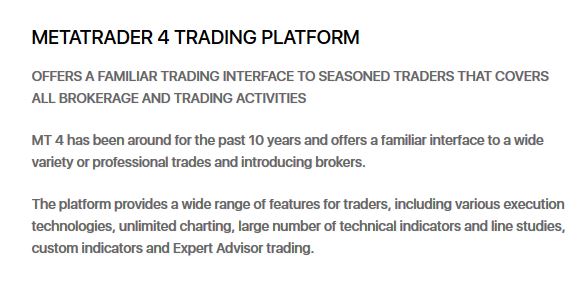 METATRADER 4 TRADING PLATFORM
OFFERS A FAMILIAR TRADING INTERFACE TO SEASONED TRADERS THAT COVERS
ALL BROKERAGE AND TRADING ACTIVITIES
MT 4 has been around for the past 10 years and offers a familiar interface to a wide
variety or professional trades and introducing brokers.
The platform provides a wide range of features for traders, including various execution
technologies, unlimited charting, large number of technical indicators and line studies,
custom indicators and Expert Advisor trading.